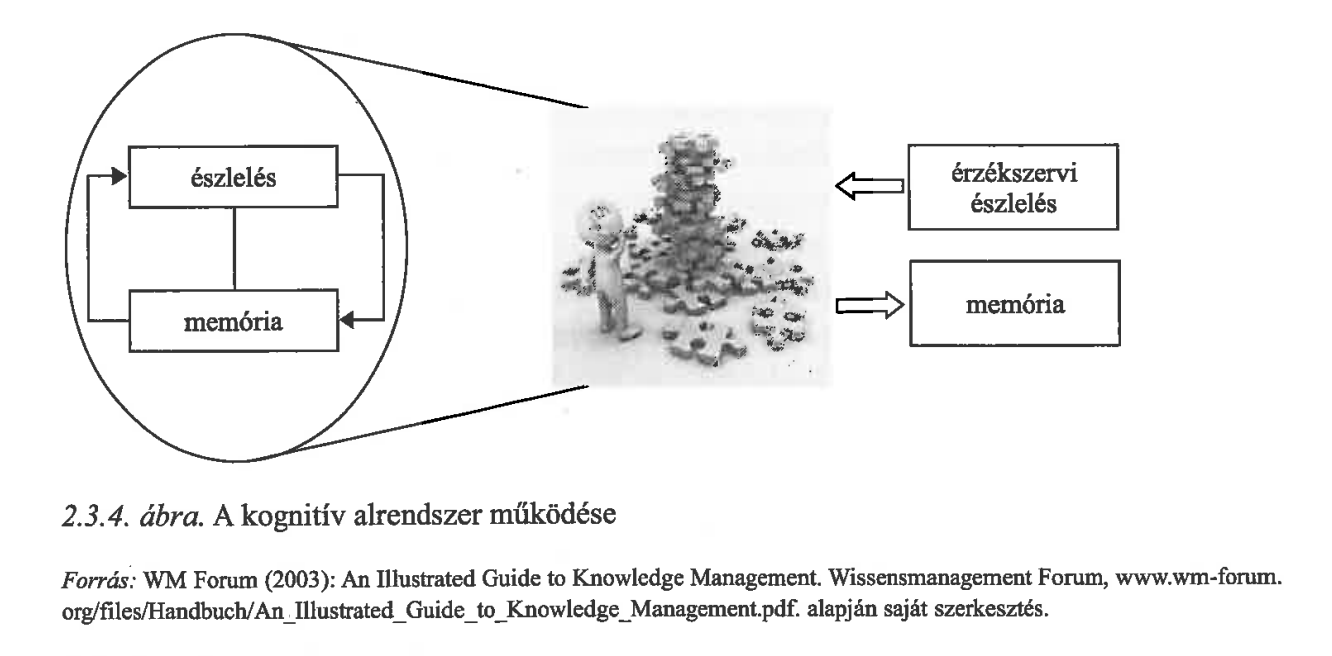 észlelés
memória
érzékszervi
észlelés
memória
2.3.4. ábra. A kognitív alrendszer működése
Forrás: WM Forum (2003): An Illustrated Guide to Knowledge Management. Wissensmanagement Forum, www.wm-forum.
org/files/Handbuch/An_Illustrated_Guide_to_Knowledge_Management.pdf. alapján saját szerkesztés.